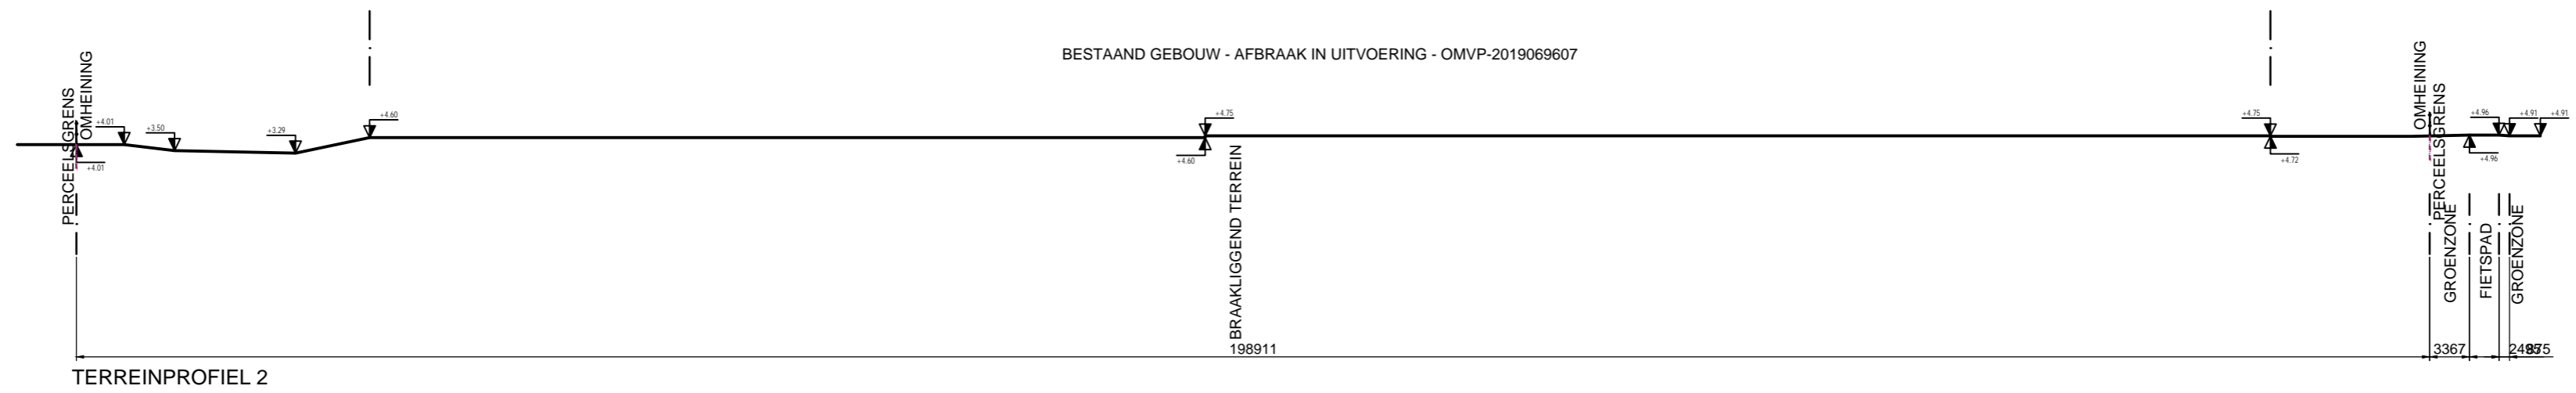 BESTAAND GEBOUW - AFBRAAK IN UITVOERING - OMVP-2019069607
PERCEELSGRENS
OMHEINING
+4.01
+4.01
+3.50
+3.29
+4.60
+4.75
+4.60
BRAAKLIGGEND TERREIN
+4.75
+4.72
OMHEINING
PERCEELSGRENS
GROENZONE
+4.96
+4.96
FIETSPAD
+4.91
+4.91
GROENZONE
198911
3367
TERREINPROFIEL 2